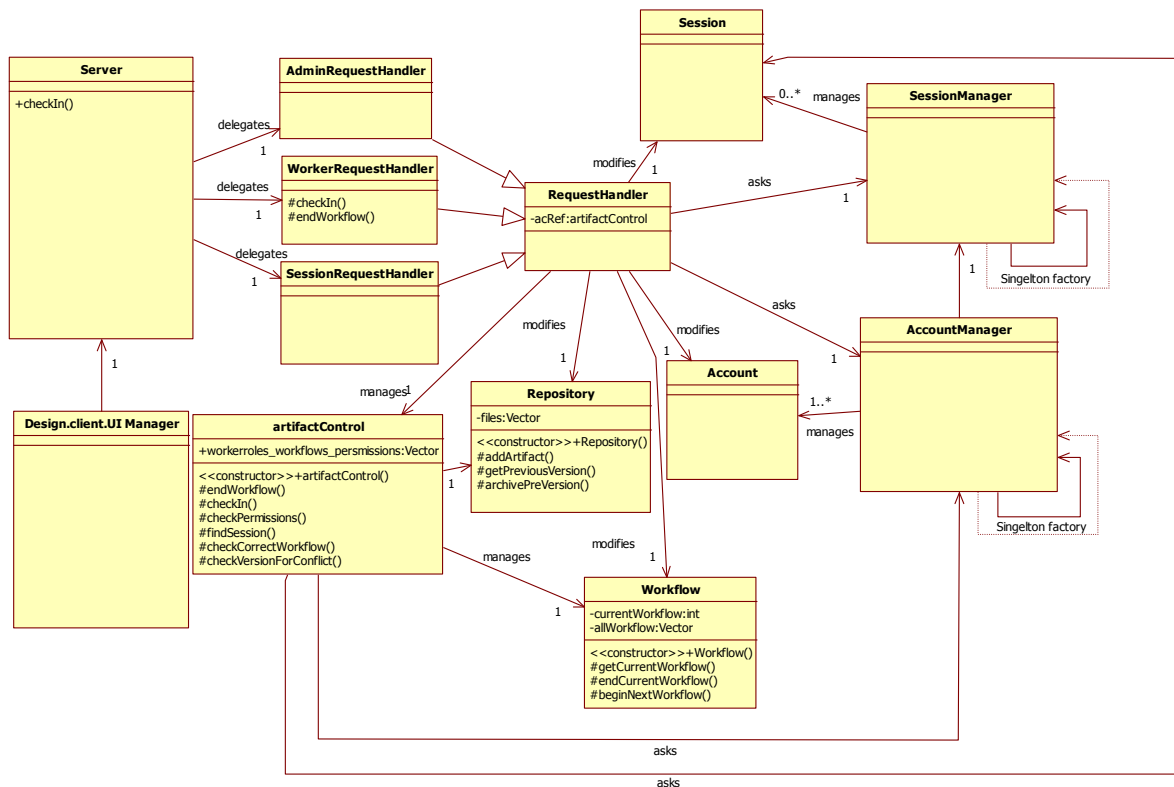 Session
Server
+checkIn()
AdminRequestHandler
delegates
1
WorkerRequestHandler
#checkIn()
#endWorkflow()
delegates
1
SessionRequestHandler
delegates
1
RequestHandler
-acRef:artifactControl
modifies
1
0..*
manages
SessionManager
asks
1
Singelton factory
1
asks
1
AccountManager
Singelton factory
1
Design.client.UI Manager
manages
1
modifies
1
modifies
1
Account
1..*
manages
Repository
-files:Vector
<<constructor>>+Repository()
#addArtifact()
#getPreviousVersion()
#archivePreVersion()
artifactControl
+workerroles_workflows_persmissions:Vector
<<constructor>>+artifactControl()
#endWorkflow()
#checkIn()
#checkPermissions()
#findSession()
#checkCorrectWorkflow()
#checkVersionForConflict()
1
manages
1
modifies
1
Workflow
-currentWorkflow:int
-allWorkflow:Vector
<<constructor>>+Workflow()
#getCurrentWorkflow()
#endCurrentWorkflow()
#beginNextWorkflow()
asks
asks